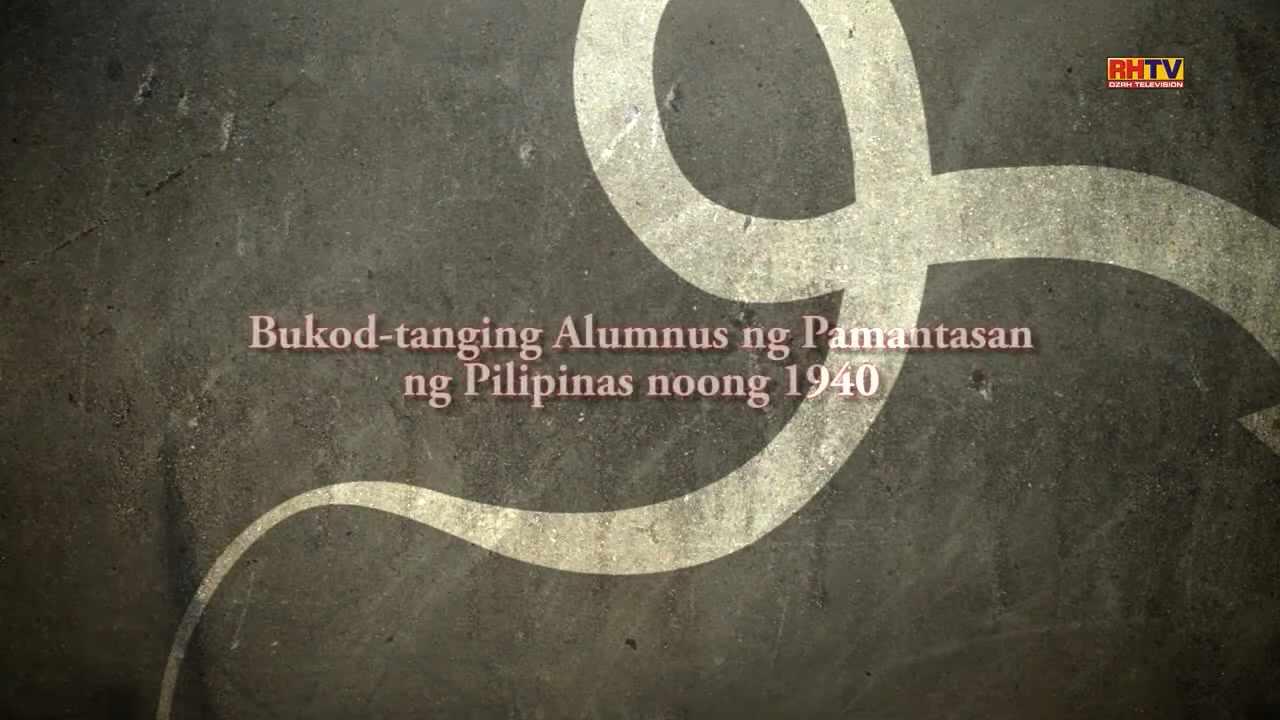 RHTV
DZRH TELEVISION
Bukod-tanging Alumnus ng Pamantasan
ng Pilipinas noong 1940